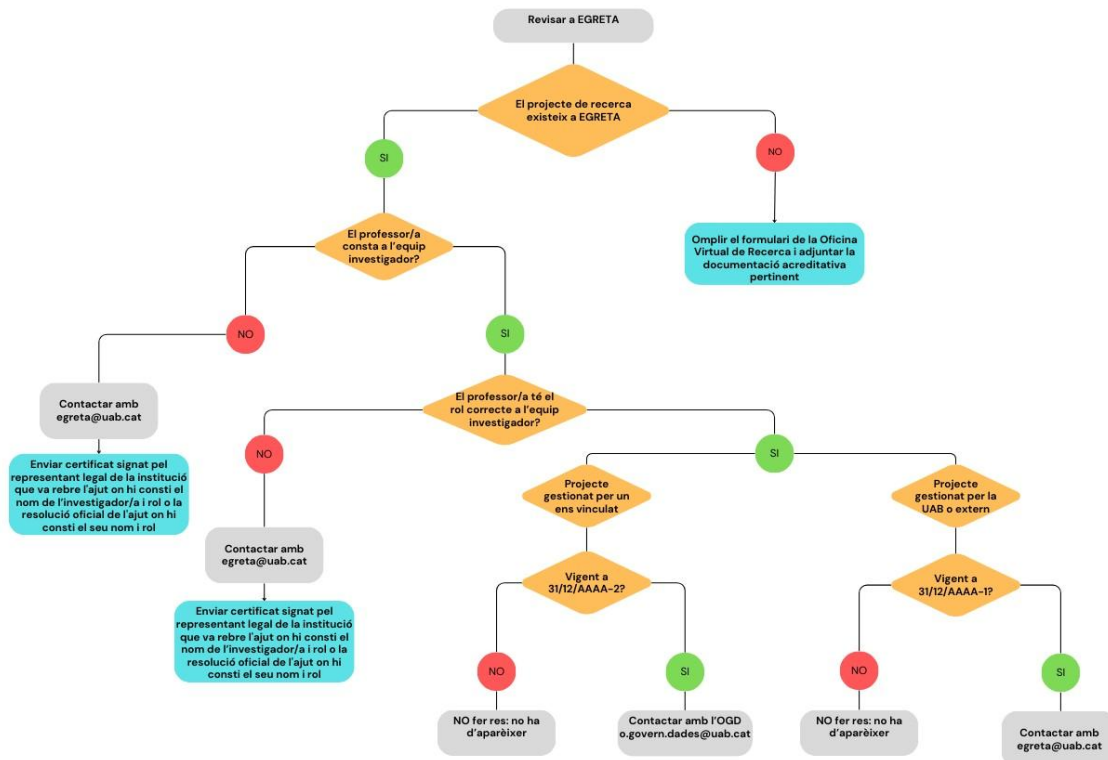 Revisar a EGRETA
El projecte de recerca
existeix a EGRETA
SI
NO
El professor/a
consta a l'equip
investigador?
Omplir el formulari de la Oficina
Virtual de Recerca i adjuntar la
documentació acreditativa
pertinent
NO
SI
Contactar amb
egreta@uab.cat
Enviar certificat signat pel
representant legal de la institució
que va rebre l'ajut on hi consti el
nom de l'investigador/a i rol o la
resolució oficial de l'ajut on hi
consti el seu nom i rol
El professor/a té el
rol correcte a l'equip
investigador?
NO
SI
Contactar amb
egreta@uab.cat
Enviar certificat signat pel
representant legal de la institució
que va rebre l'ajut on hi consti el
nom de l'investigador/a i rol o la
resolució oficial de l'ajut on hi
consti el seu nom i rol
Projecte
gestionat per un
ens vinculat
Projecte
gestionat per la
UAB o extern
Vigent a
31/12/AAAA-2?
Vigent a
31/12/AAAA-1?
NO
SI
NO
SI
NO fer res: no ha
d'aparèixer
Contactar amb l'OGD
o.govern.dades@uab.cat
NO fer res: no ha
d'aparèixer
Contactar amb
egreta@uab.cat